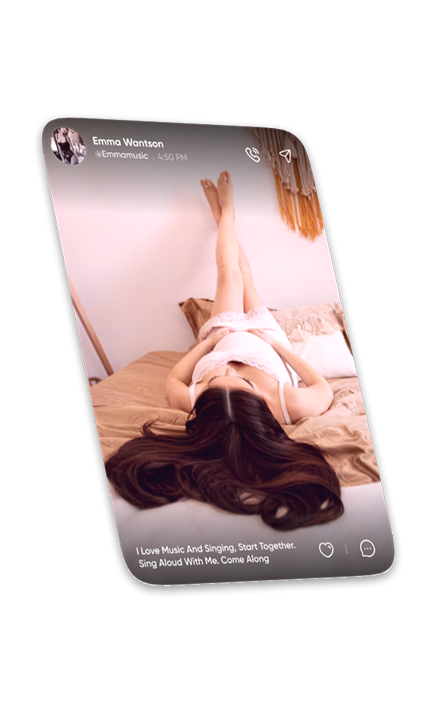 Emma Wantson
@Emmamusic . 4:50 PM
I Love Music And Singing, Start Together.
Sing Aloud With Me. Come Along